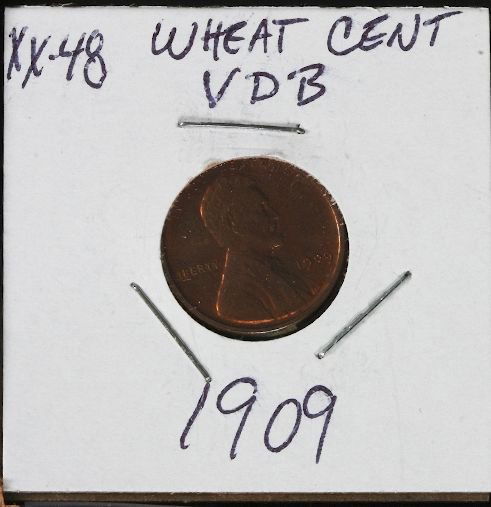 XX-48 WHEAT CENT
VDB
LIBERTY
1909
1909